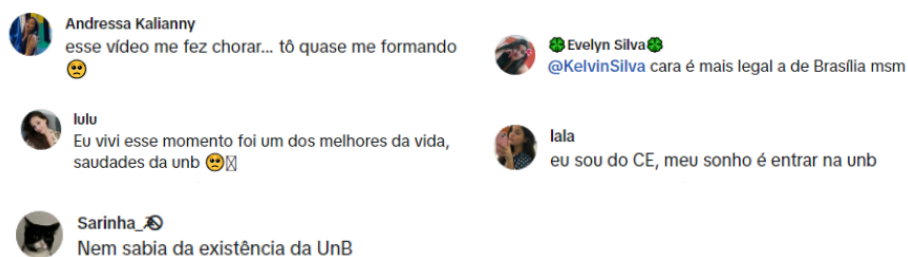 Andressa Kalianny
esse vídeo me fez chorar... tô quase me formando
🥺
🍀Evelyn Silva🍀
@KelvinSilva cara é mais legal a de Brasília msm
lulu
Eu vivi esse momento foi um dos melhores da vida,
saudades da unb 🥺
lala
eu sou do CE, meu sonho é entrar na unb
Sarinha_
Nem sabia da existência da UnB